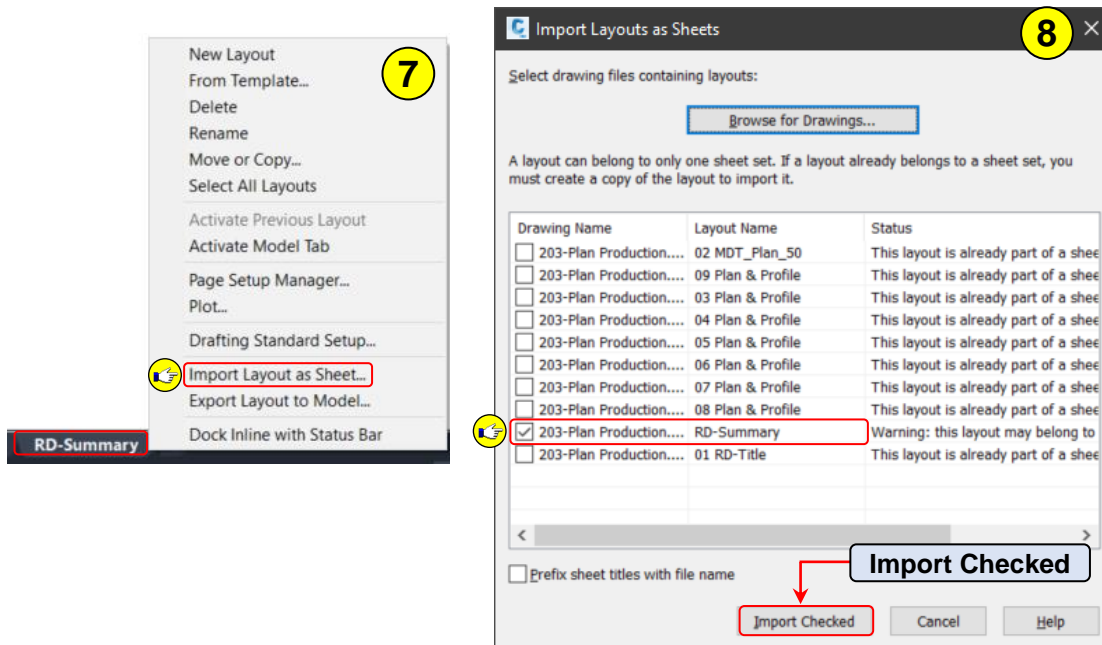 New Layout
7
From Template...
Delete
Rename
Move or Copy...
Select All Layouts
Activate Previous Layout
Activate Model Tab
Page Setup Manager...
Plot...
Drafting Standard Setup...
Import Layout as Sheet...
Export Layout to Model...
Dock Inline with Status Bar
RD-Summary
Import Layouts as Sheets
8
Select drawing files containing layouts:
Browse for Drawings...
A layout can belong to only one sheet set. If a layout already belongs to a sheet set, you
must create a copy of the layout to import it.
Drawing Name Layout Name Status
203-Plan Production.... 02 MDT_Plan_50 This layout is already part of a shee
203-Plan Production.... 09 Plan & Profile This layout is already part of a shee
203-Plan Production.... 03 Plan & Profile This layout is already part of a shee
203-Plan Production.... 04 Plan & Profile This layout is already part of a shee
203-Plan Production.... 05 Plan & Profile This layout is already part of a shee
203-Plan Production.... 06 Plan & Profile This layout is already part of a shee
203-Plan Production.... 07 Plan & Profile This layout is already part of a shee
203-Plan Production.... 08 Plan & Profile This layout is already part of a shee
203-Plan Production.... RD-Summary Warning: this layout may belong to
203-Plan Production.... 01 RD-Title This layout is already part of a shee
Import Checked
Prefix sheet titles with file name
Import Checked Cancel Help